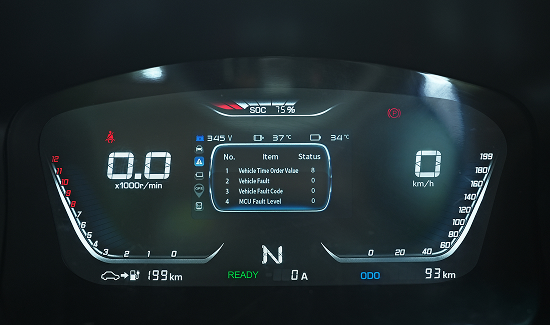 SOC 75%
345 V 37 ℃ 34 ℃
0.0
x1000r/min
12
11
10
9
8
7
6
5
4
3 2 1 0
No. Item Status
1 Vehicle Time Order Value 8
2 Vehicle Fault 0
3 Vehicle Fault Code 0
4 MCU Fault Level 0
0
km/h
199
180
160
140
120
100
80
60
0 20 40
N
199 km
READY 0 A
ODO 93 km